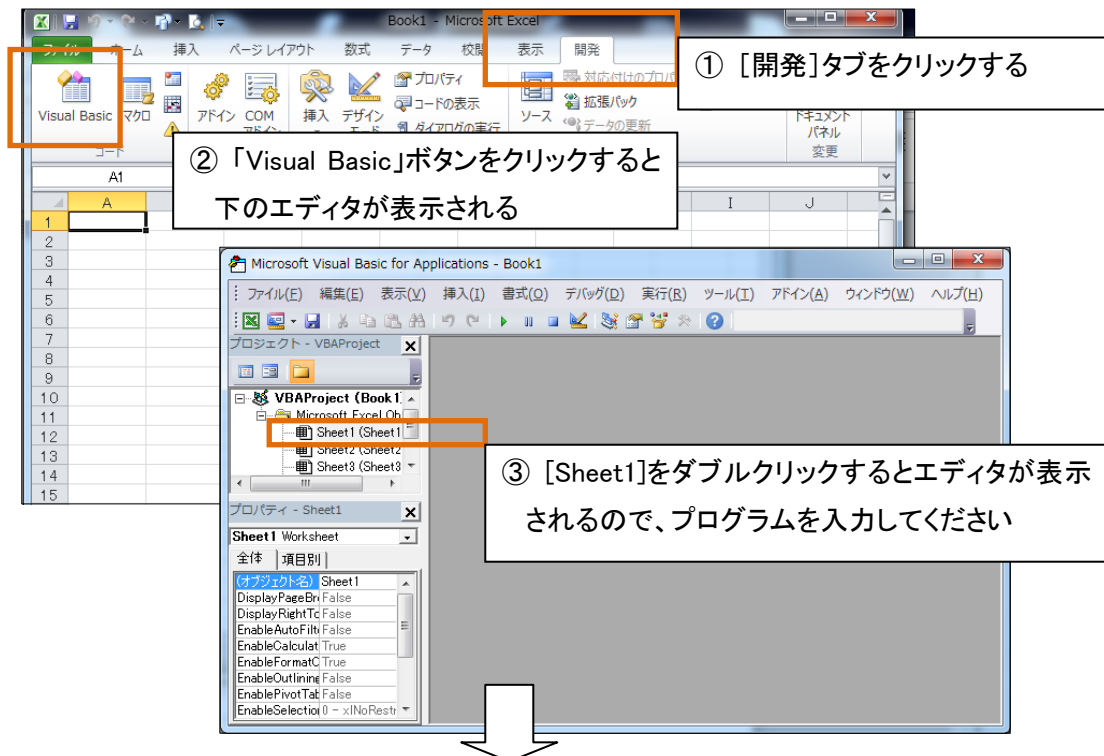 Book1 - Microsoft Excel
ファイル ホーム 挿入 ページ レイアウト 数式 データ 校閲 表示 開発
① [開発]タブをクリックする
Visual Basic マクロ アドイン COM 挿入 デザイン プロパティ コードの表示 ダイアログの実行 ソース 対応付けのプロパ 拡張パック データの更新 ドキュメント パネル
コード 変更
② 「Visual Basic」ボタンをクリックすると
下のエディタが表示される
A1
A I J
1
2
3
4
5
6
7
8
9
10
11
12
13
14
15
Microsoft Visual Basic for Applications - Book1
ファイル(F) 編集(E) 表示(V) 挿入(I) 書式(O) デバッグ(D) 実行(R) ツール(T) アドイン(A) ウィンドウ(W) ヘルプ(H)
プロジェクト - VBAProject
VBAProject (Book1)
Microsoft Excel Ob
Sheet1 (Sheet1
Sheet2 (Sheet2
Sheet3 (Sheet3
③ [Sheet1]をダブルクリックするとエディタが表示
されるので、プログラムを入力してください
プロパティ - Sheet1
Sheet1 Worksheet
全体 項目別
(オブジェクト名) Sheet1
DisplayPageBr False
DisplayRightTo False
EnableAutoFilt False
EnableCalculat True
EnableFormatC True
EnableOutlining False
EnablePivotTab False
EnableSelection 0 - xlNoRestr